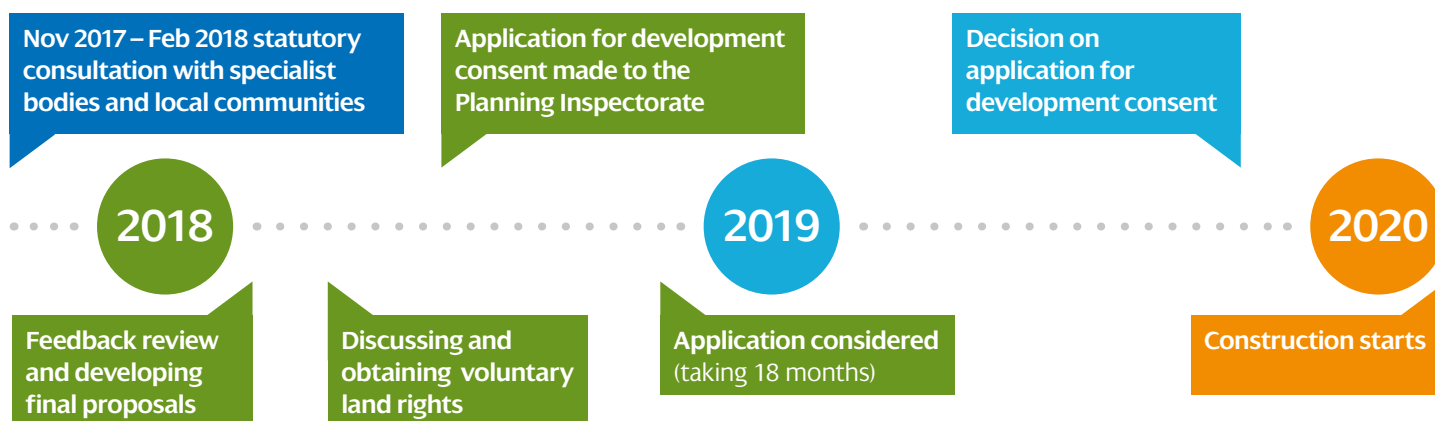 Nov 2017 – Feb 2018 statutory
consultation with specialist
bodies and local communities
Application for development
consent made to the
Planning Inspectorate
Decision on
application for
development consent
2018
2019
2020
Feedback review
and developing
final proposals
Discussing and
obtaining voluntary
land rights
Application considered
(taking 18 months)
Construction starts